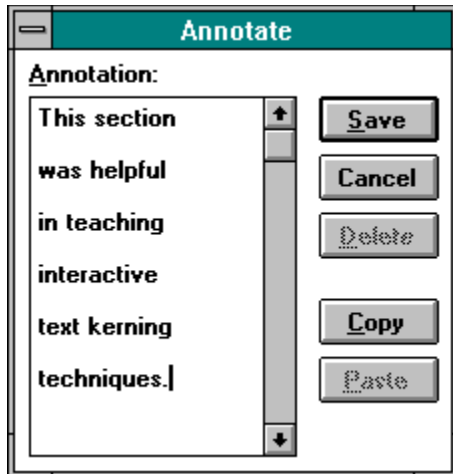 Annotate
Annotation:
This section
was helpful
in teaching
interactive
text kerning
techniques.
Save
Cancel
Delete
Copy
Paste